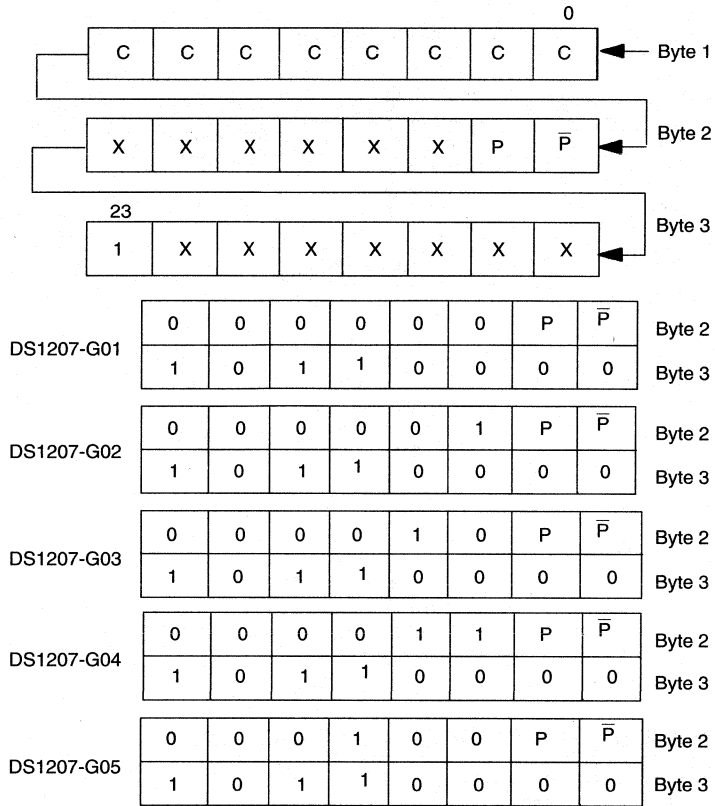 0
C C C C C C C C Byte 1
X X X X X X P P̅ Byte 2
23
Byte 3
1 X X X X X X X
DS1207-G01
0 0 0 0 0 0 P P̅ Byte 2
1 0 1 1 0 0 0 0 Byte 3
DS1207-G02
0 0 0 0 0 1 P P̅ Byte 2
1 0 1 1 0 0 0 0 Byte 3
DS1207-G03
0 0 0 0 1 0 P P̅ Byte 2
1 0 1 1 0 0 0 0 Byte 3
DS1207-G04
0 0 0 0 1 1 P P̅ Byte 2
1 0 1 1 0 0 0 0 Byte 3
DS1207-G05
0 0 0 1 0 0 P P̅ Byte 2
1 0 1 1 0 0 0 0 Byte 3